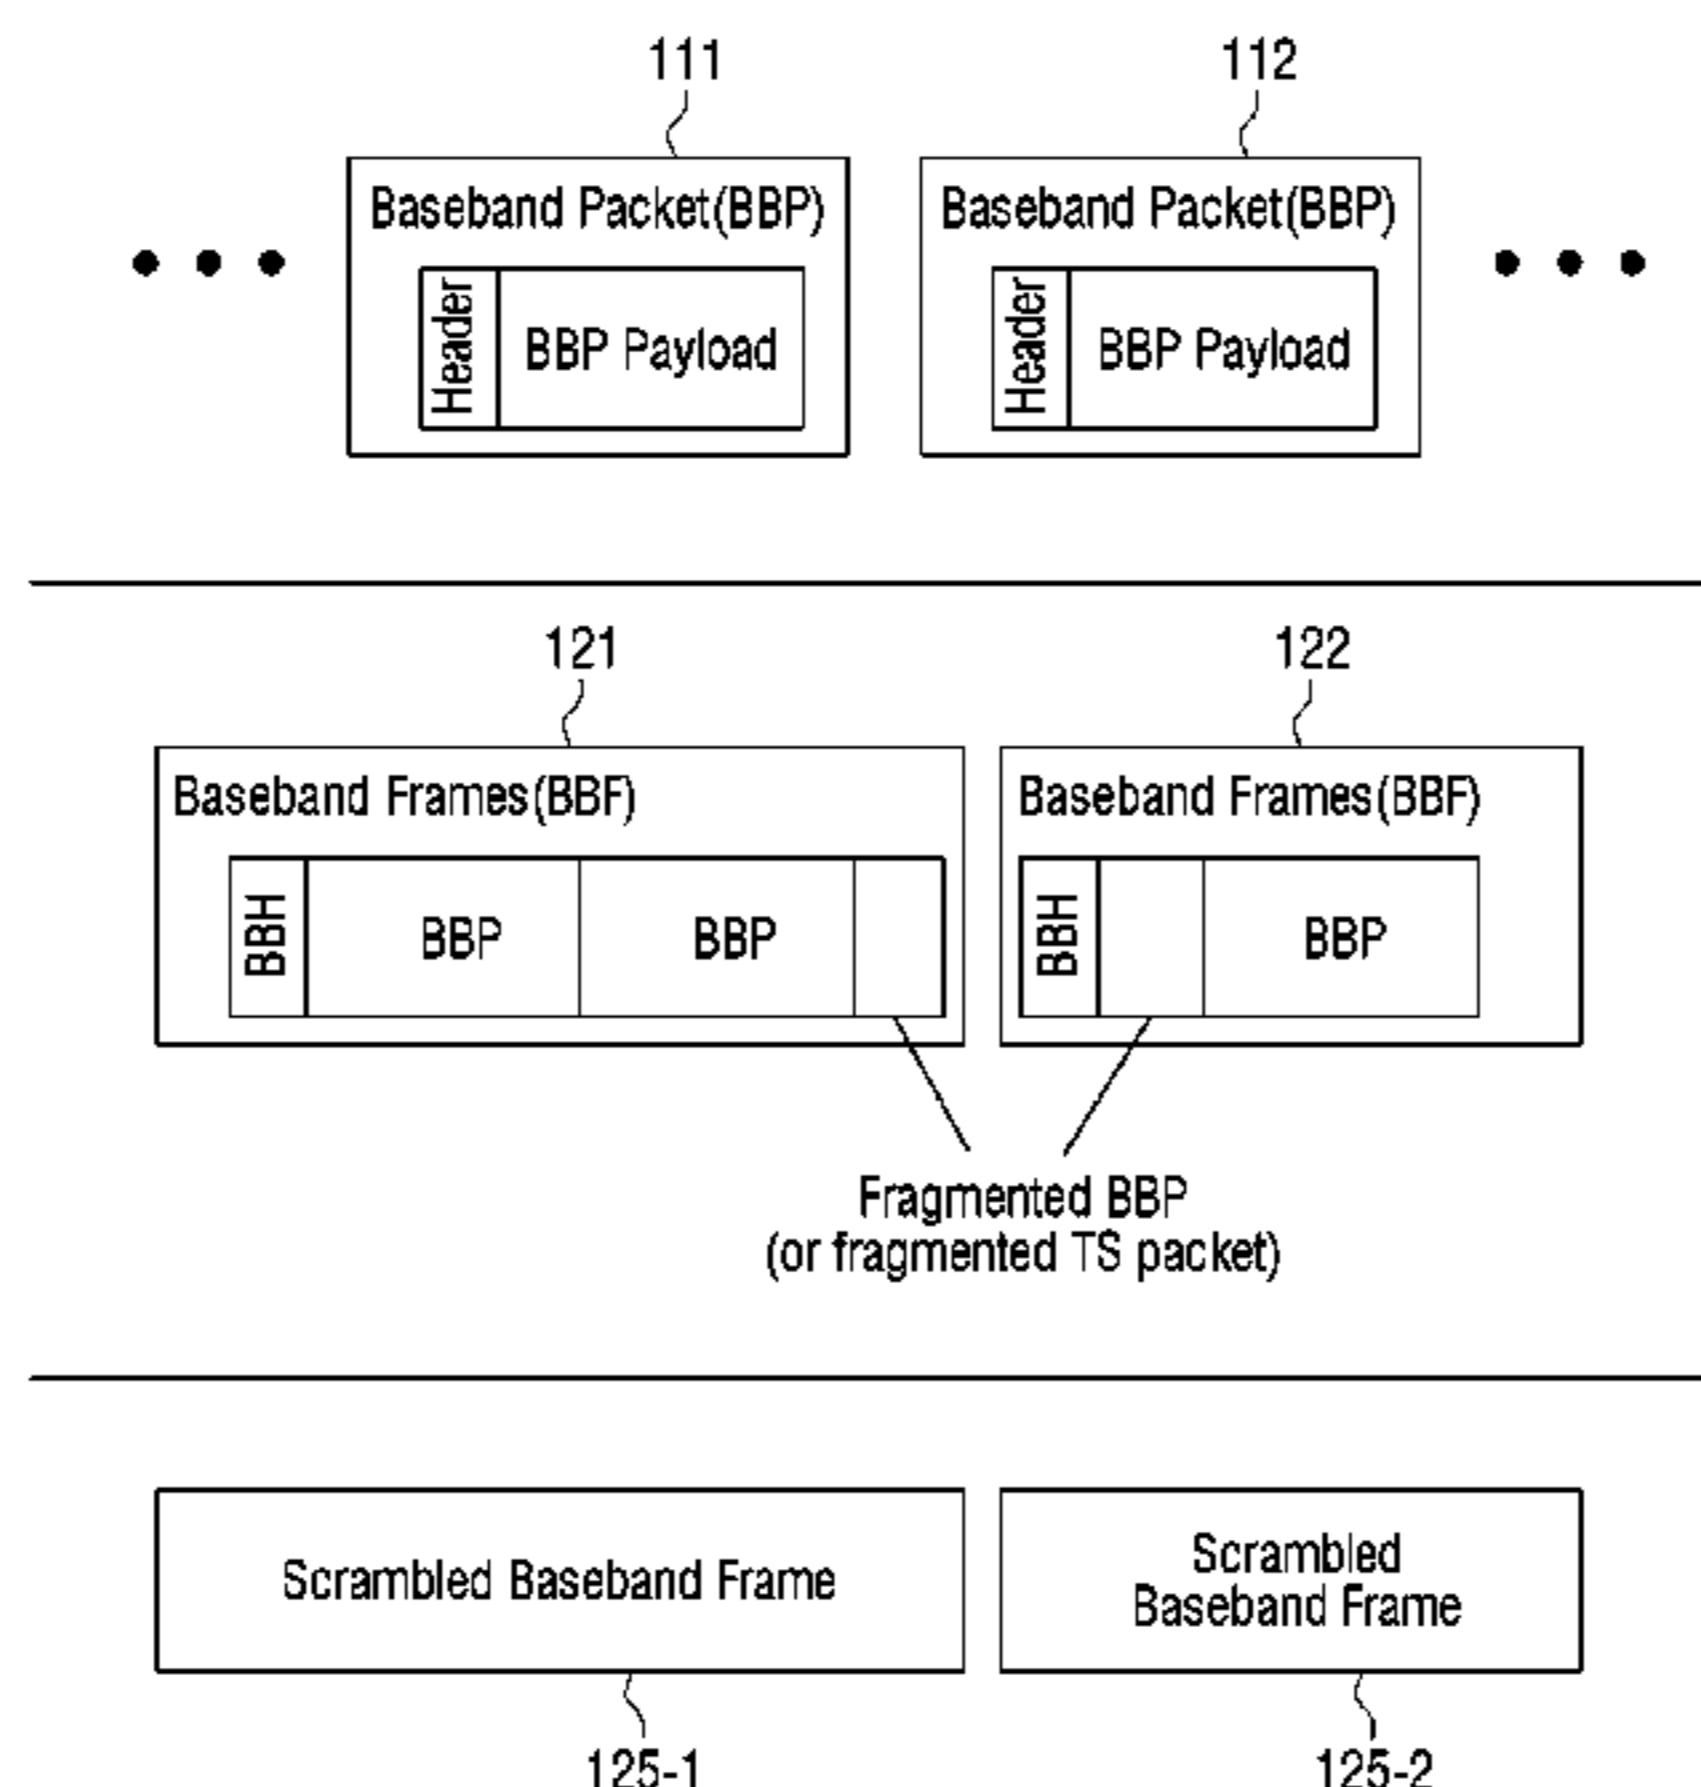 111
112
Baseband Packet(BBP)
Baseband Packet(BBP)
Header
BBP Payload
Header
BBP Payload
121
122
Baseband Frames(BBF)
Baseband Frames(BBF)
BBH
BBP
BBP
BBH
BBP
Fragmented BBP
(or fragmented TS packet)
Scrambled Baseband Frame
Scrambled
Baseband Frame
125-1
125-2